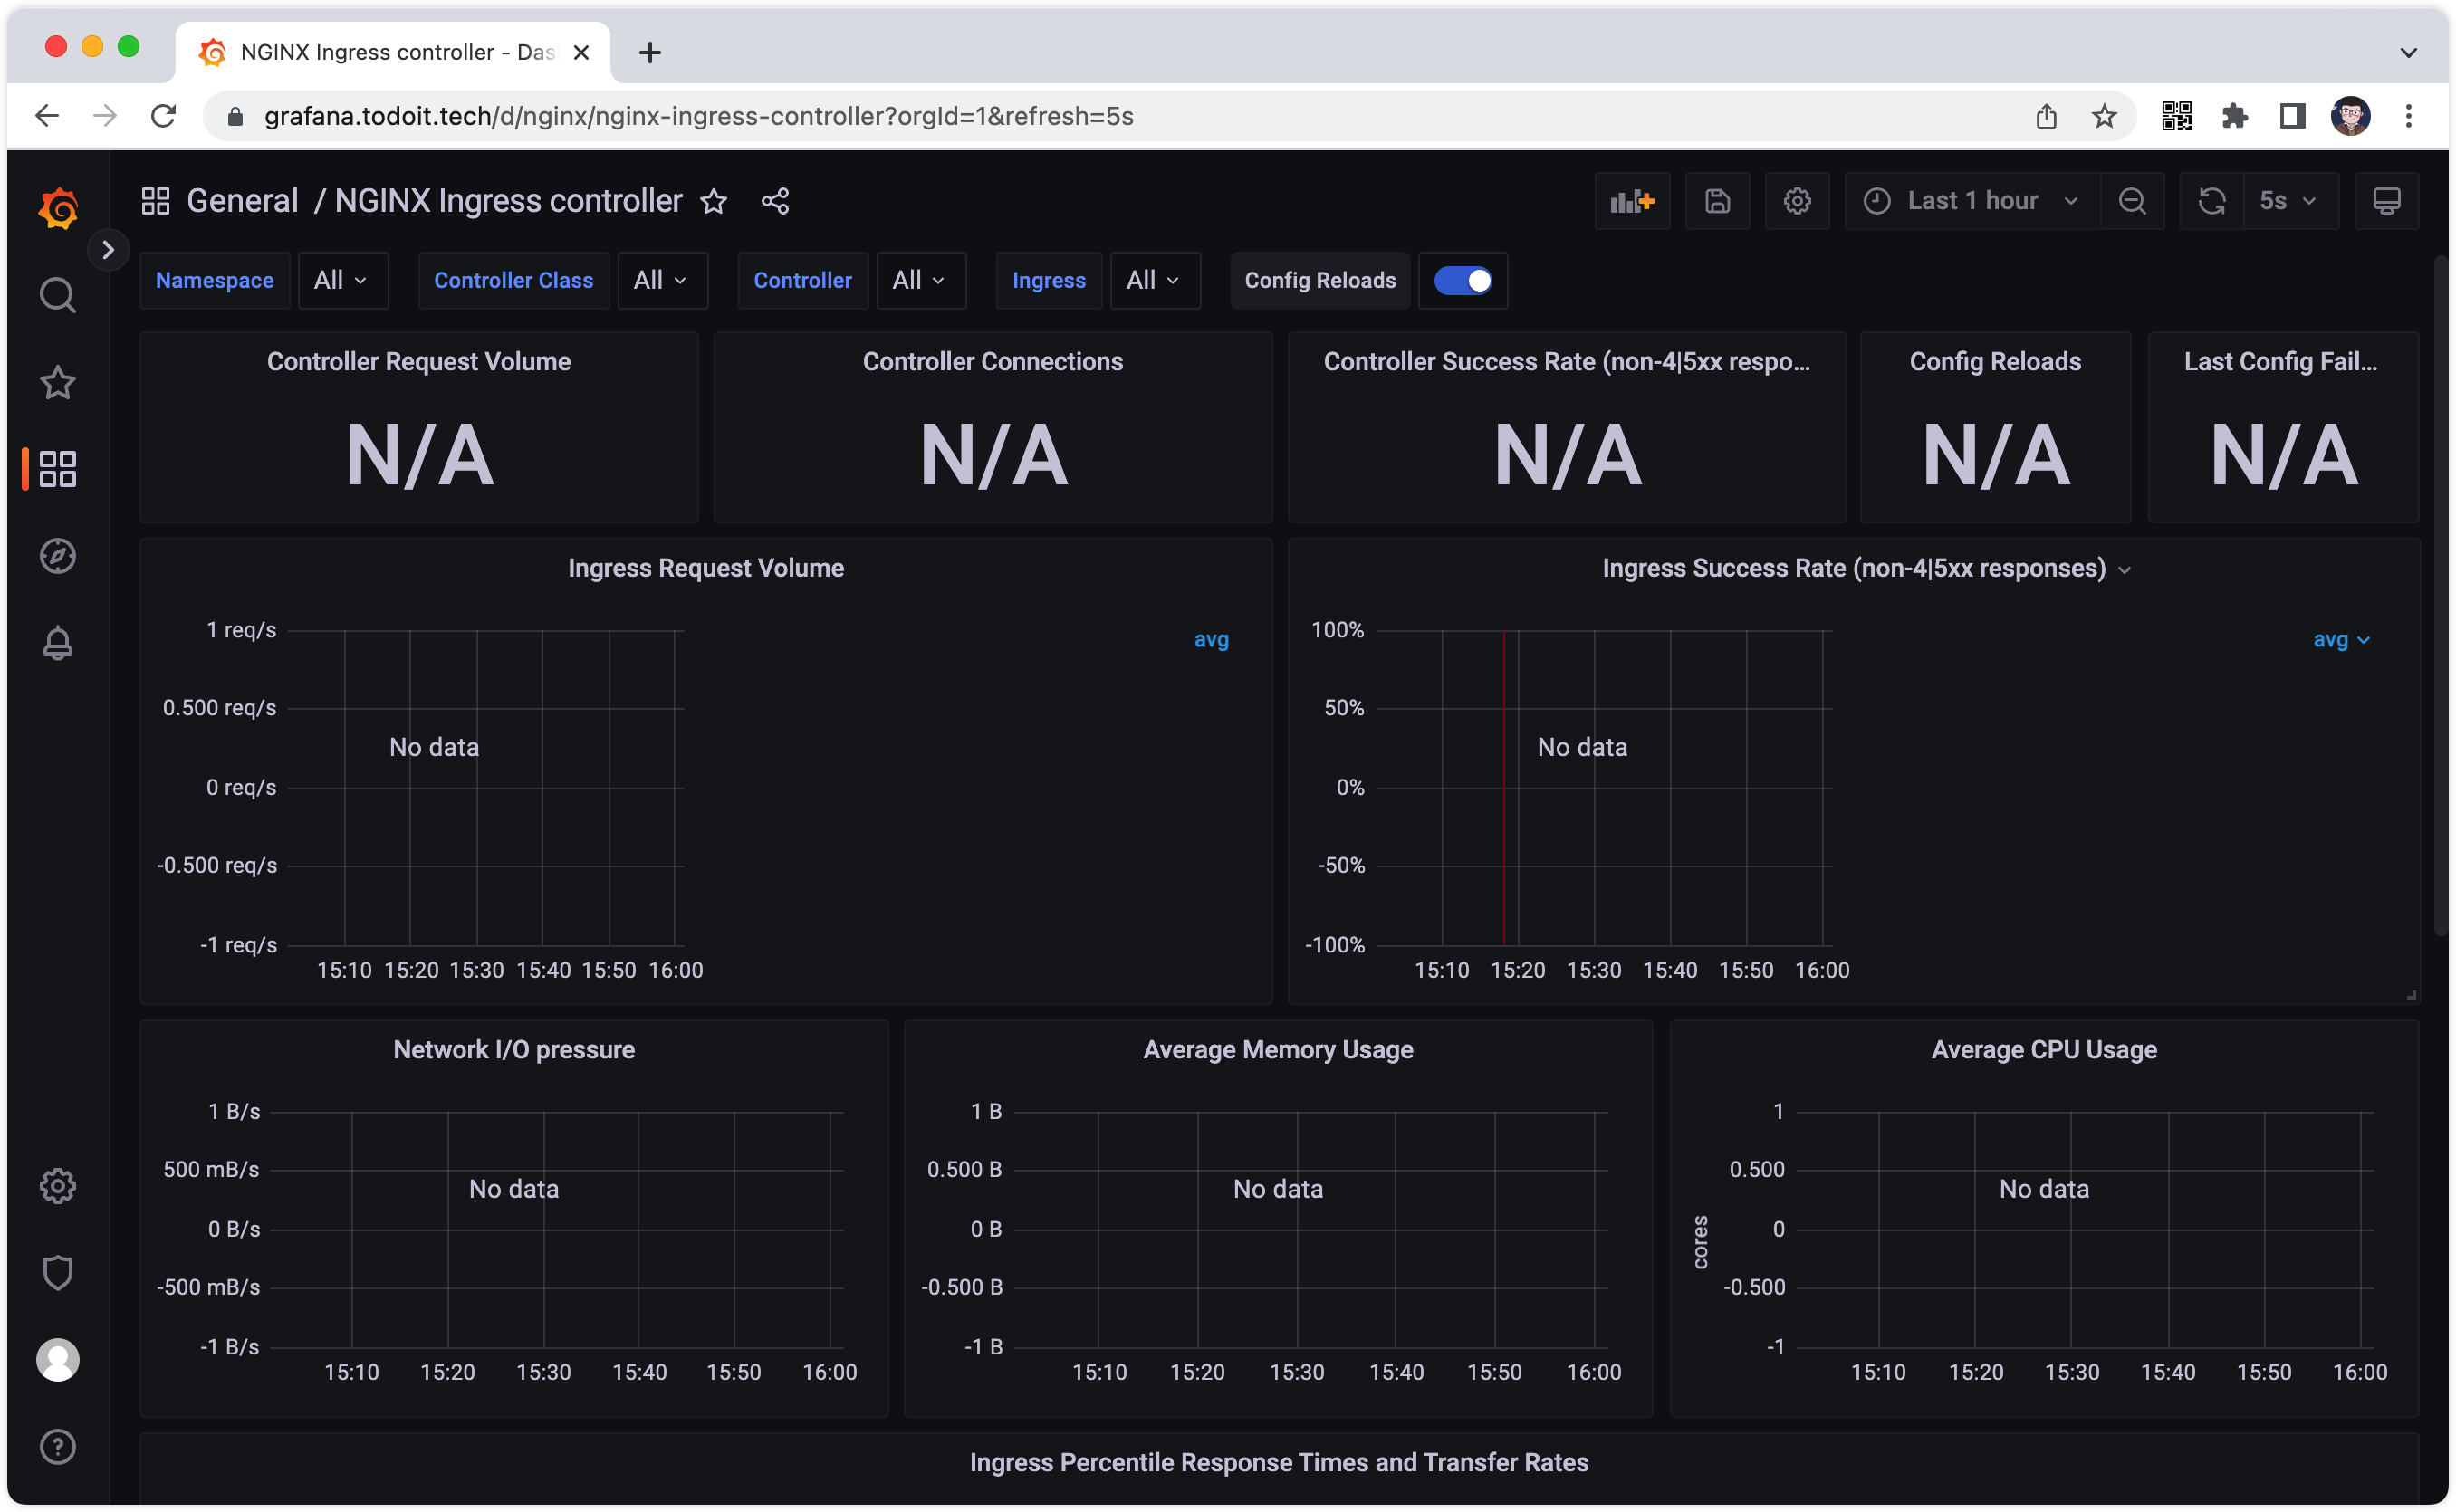 NGINX Ingress controller - Das
grafana.todoit.tech/d/nginx/nginx-ingress-controller?orgId=1&refresh=5s
General / NGINX Ingress controller
Last 1 hour
5s
Namespace All Controller Class All Controller All Ingress All Config Reloads
Controller Request Volume
N/A
Controller Connections
N/A
Controller Success Rate (non-4|5xx respo...
N/A
Config Reloads
N/A
Last Config Fail...
N/A
Ingress Request Volume
1 req/s
0.500 req/s
0 req/s
-0.500 req/s
-1 req/s
No data
15:10 15:20 15:30 15:40 15:50 16:00
avg
Ingress Success Rate (non-4|5xx responses)
100%
50%
0%
-50%
-100%
No data
15:10 15:20 15:30 15:40 15:50 16:00
avg
Network I/O pressure
1 B/s
500 mB/s
0 B/s
-500 mB/s
-1 B/s
No data
15:10 15:20 15:30 15:40 15:50 16:00
Average Memory Usage
1 B
0.500 B
0 B
-0.500 B
-1 B
No data
15:10 15:20 15:30 15:40 15:50 16:00
Average CPU Usage
cores
1
0.500
0
-0.500
-1
No data
15:10 15:20 15:30 15:40 15:50 16:00
Ingress Percentile Response Times and Transfer Rates